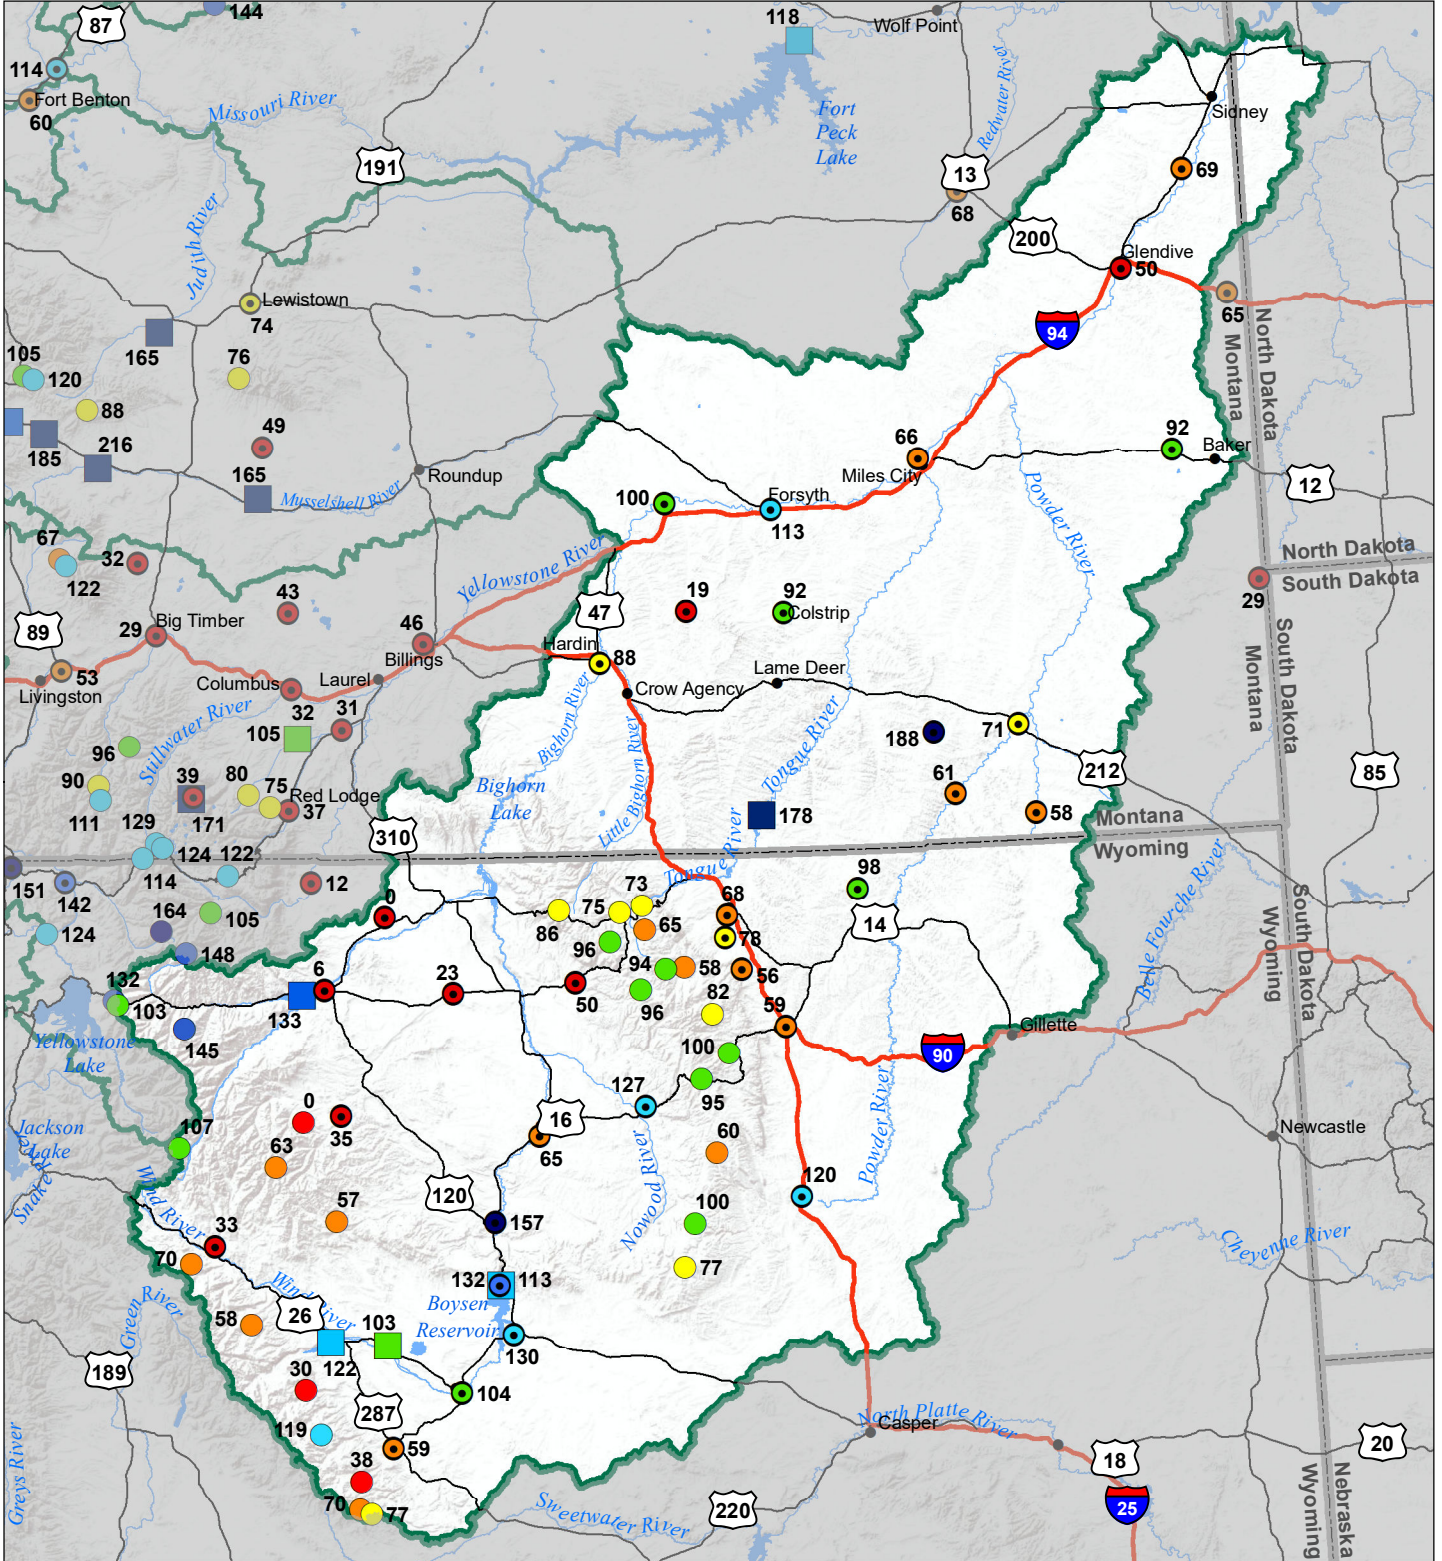 144
87
118
Wolf Point
114
Fort Benton
60
Missouri River
Fort
Peck
Lake
Redwater River
Sidney
191
13
68
69
Judith River
200
Glendive
50
65
Lewistown
74
165
94
North Dakota
Montana
105
120
76
88
49
185
216
165
Musselshell River
Roundup
66
Miles City
92
Baker
12
100
Forsyth
113
Powder River
67
122
32
Yellowstone River
North Dakota
South Dakota
29
43
19
92
Colstrip
47
89
29
Big Timber
46
Billings
Hardin
88
53
Livingston
Columbus
32
Laurel
31
Crow Agency
Lame Deer
South Dakota
Montana
Stillwater River
105
96
Bighorn River
Little Bighorn River
Tongue River
188
71
212
85
90
111
39
171
80
75
Red Lodge
37
Bighorn
Lake
178
61
58
129
124
114
122
310
Tongue River
Montana
Wyoming
151
142
12
98
Belle Fourche River
164
105
0
86
75
73
65
68
78
14
South Dakota
Wyoming
124
148
96
132
103
6
133
23
50
94
58
96
56
82
59
Yellowstone
Lake
145
100
90
Gillette
0
35
127
95
16
65
Powder River
Newcastle
Jackson
Lake
Snake River
107
63
60
Wind River
57
120
157
Nowood River
100
120
33
70
77
Cheyenne River
Green River
Wind River
132
113
58
26
Boysen
Reservoir
103
122
130
189
30
104
287
119
59
North Platte River
Casper
Greys River
38
18
20
70
77
Sweetwater River
220
25
Nebraska
Wyoming